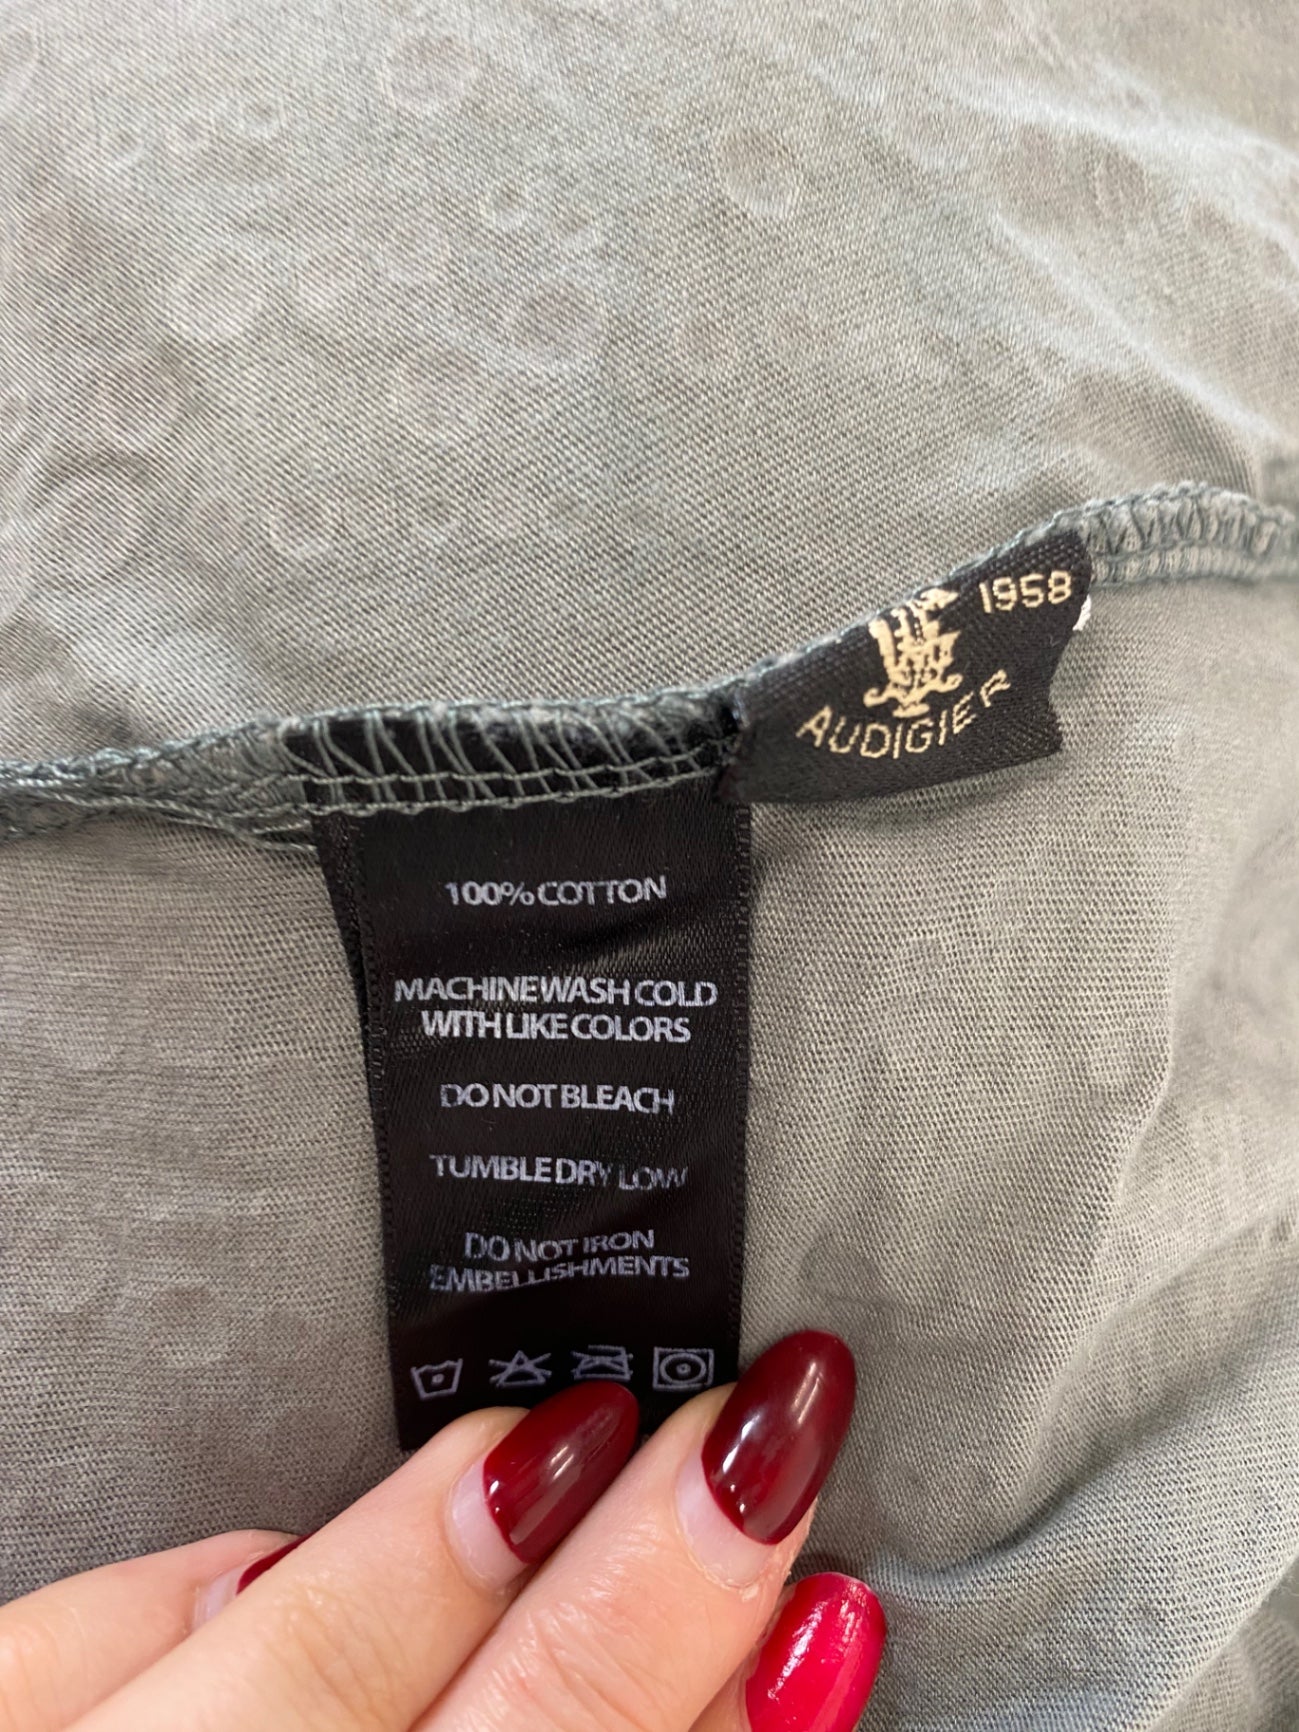 1958
AUDIGIER
100% COTTON
MACHINE WASH COLD
WITH LIKE COLORS
DO NOT BLEACH
TUMBLE DRY LOW
DO NOT IRON
EMBELLISHMENTS